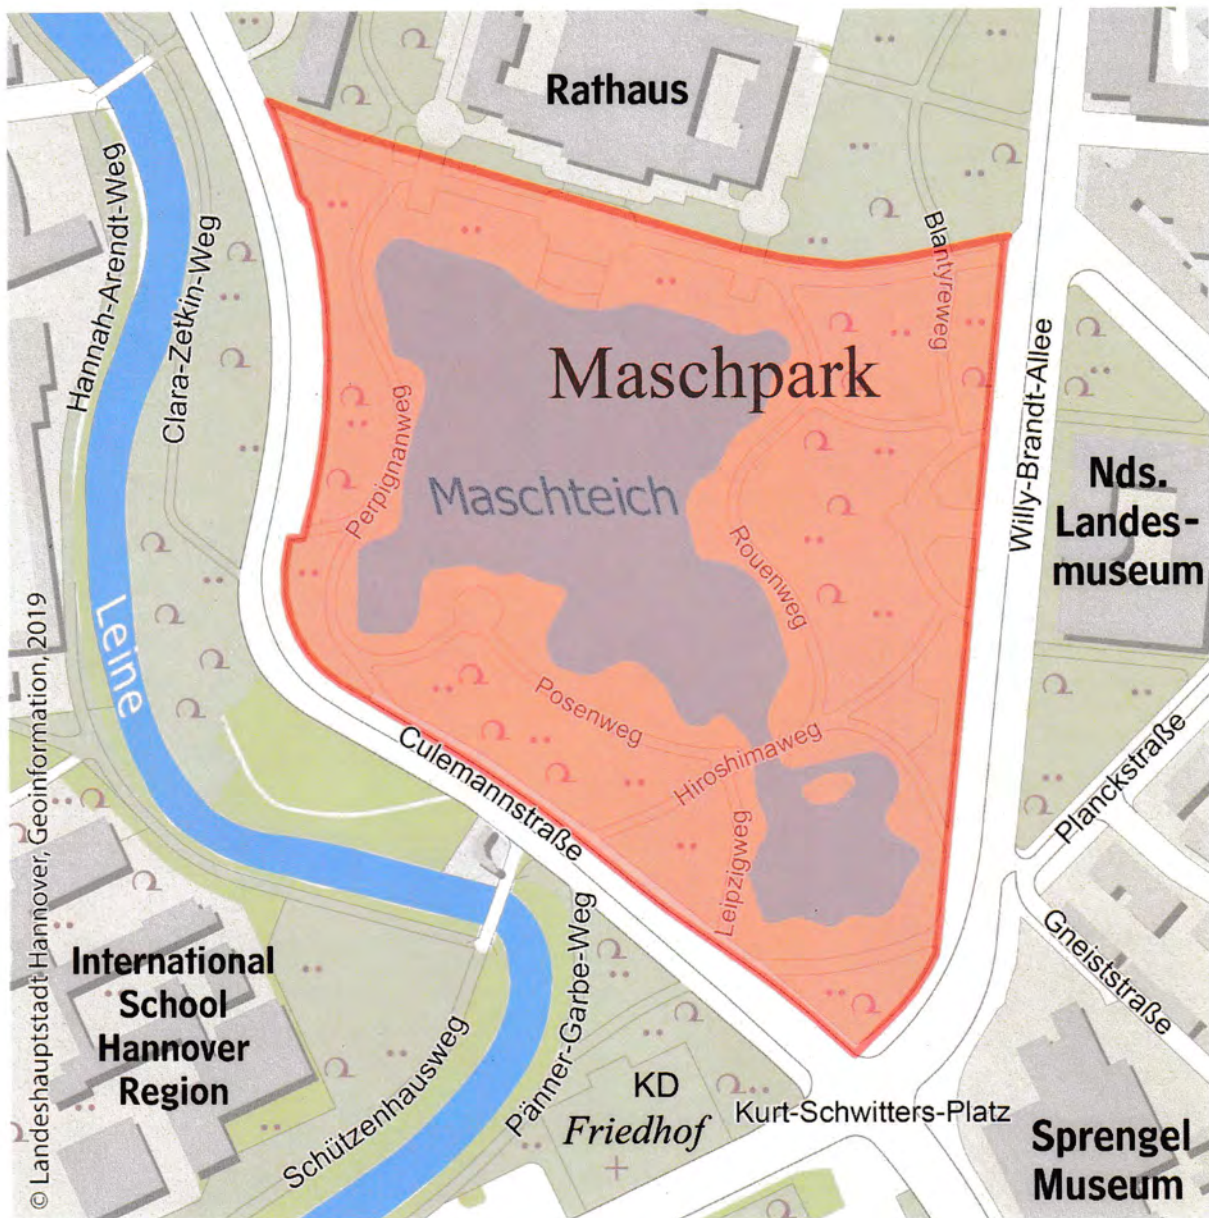 Rathaus
Hannah-Arendt-Weg
Clara-Zetkin-Weg
Blantyreweg
Maschpark
Willy-Brandt-Allee
Perpignanweg
Maschteich
Nds.
Landes-
museum
Rouenweg
Leine
Posenweg
Hiroshimaweg
Culemannstraße
Planckstraße
Leipzigweg
© Landeshauptstadt Hannover, Geoinformation, 2019
International
School
Hannover
Region
Schützenhausweg
Pänner-Garbe-Weg
Gneiststraße
KD
Friedhof
Kurt-Schwitters-Platz
Sprengel
Museum